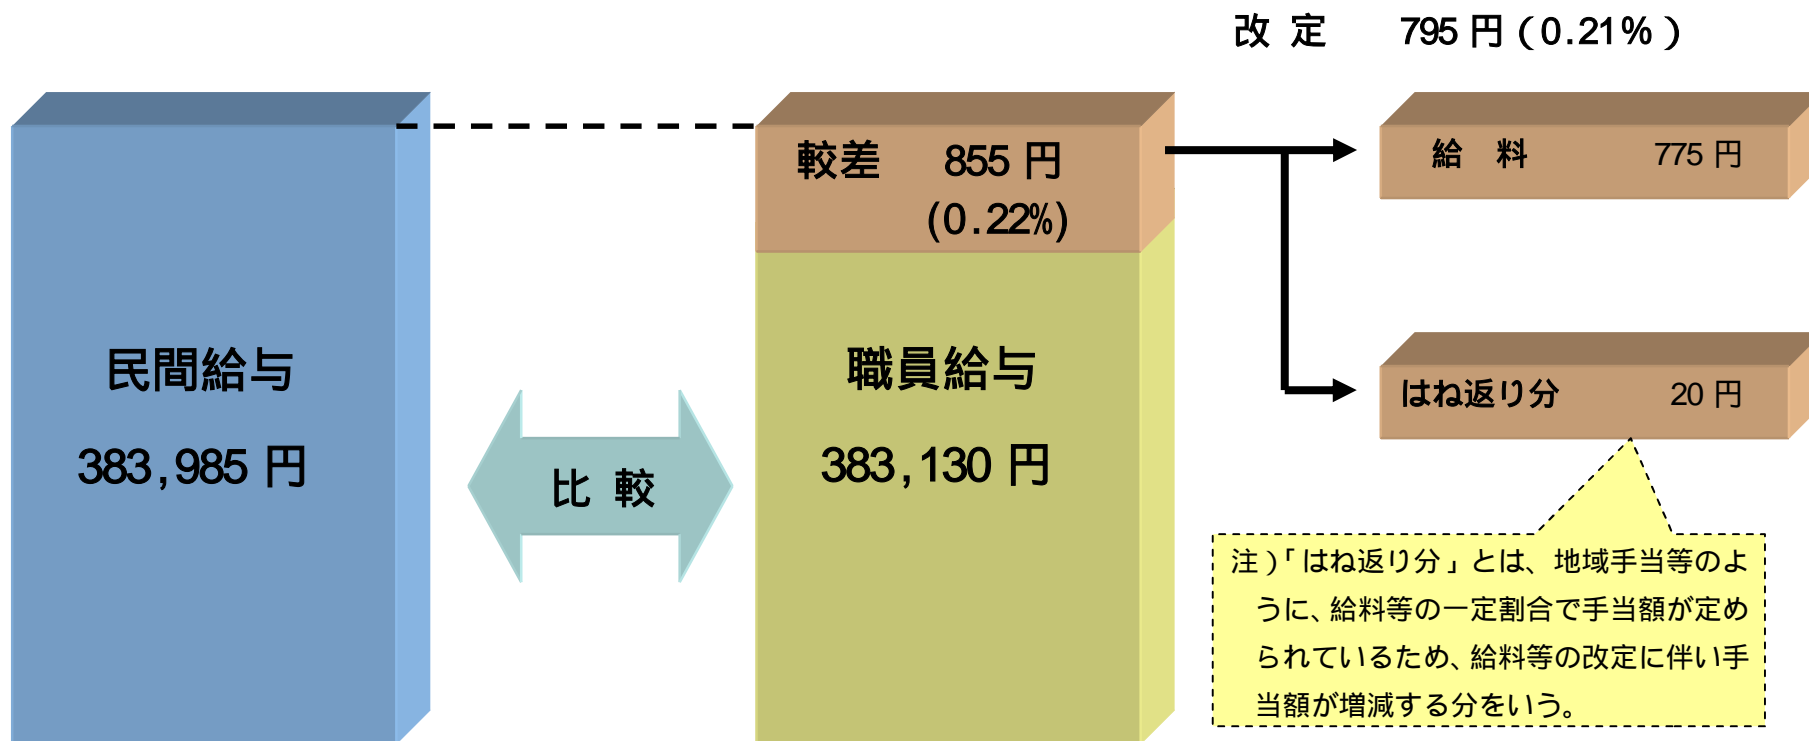 改 定 795 円（0.21％）
較差 855 円
(0.22%)
給 料 775 円
民間給与
383,985 円
比 較
職員給与
383,130 円
はね返り分 20 円
注）「はね返り分」とは、地域手当等のよ
うに、給料等の一定割合で手当額が定め
られているため、給料等の改定に伴い手
当額が増減する分をいう。